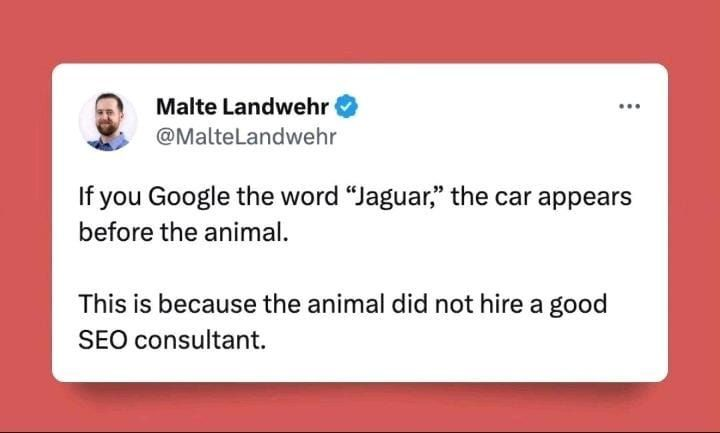 Malte Landwehr
@MalteLandwehr
If you Google the word “Jaguar,” the car appears
before the animal.
This is because the animal did not hire a good
SEO consultant.